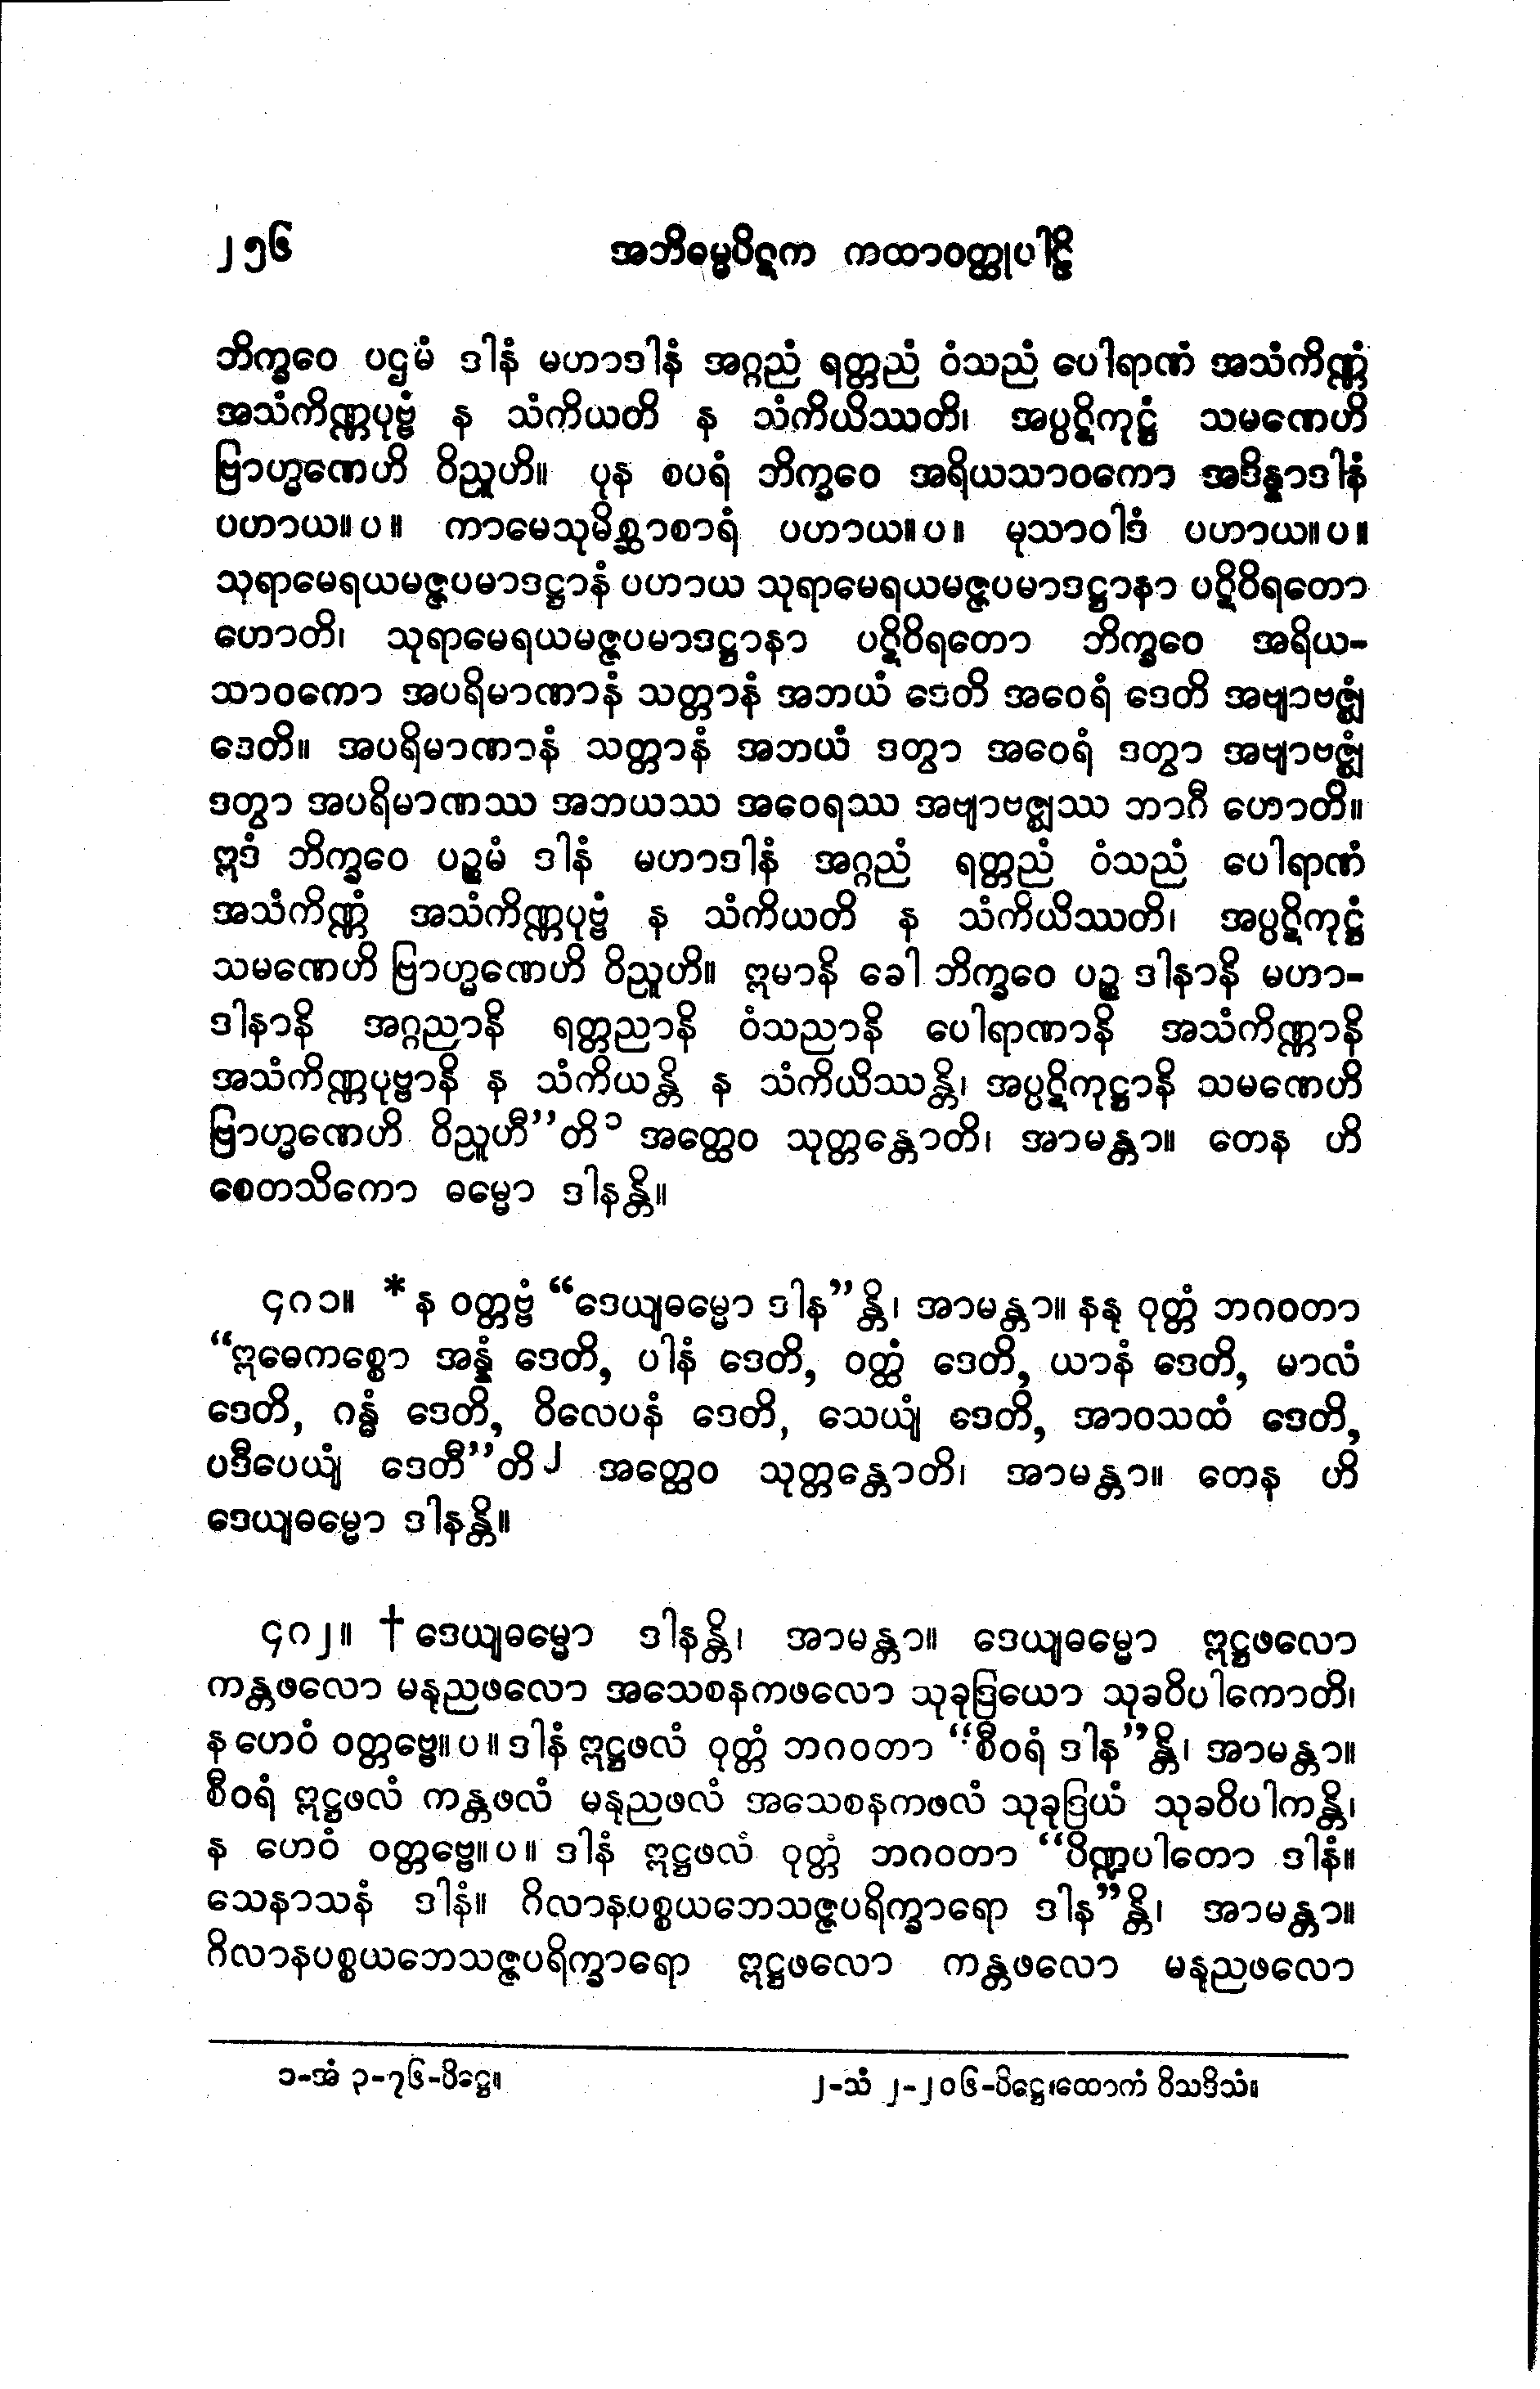 ၂၅၆ အဘိဓမ္မပိဋက ကထာဝတ္ထုပါဠိ
ဘိက္ခဝေ ပဌမံ ဒါနံ မဟာဒါနံ အဂ္ဂညံ ရတ္တညံ ဝံသညံ ပေါရာဏံ အသံကိဏ္ဏံ
အသံကိဏ္ဏပုဗ္ဗံ န သံကိယတိ န သံကိယိဿတိ၊ အပ္ပဋိကုဋ္ဌံ သမဏေဟိ
ဗြာဟ္မဏေဟိ ဝိညူဟိ။ ပုန စပရံ ဘိက္ခဝေ အရိယသာဝကော အဒိန္နာဒါနံ
ပဟာယ။ပ။ ကာမေသုမိစ္ဆာစာရံ ပဟာယ။ပ။ မုသာဝါဒံ ပဟာယ။ပ။
သုရာမေရယမဇ္ဇပမာဒဋ္ဌာနံ ပဟာယ သုရာမေရယမဇ္ဇပမာဒဋ္ဌာနာ ပဋိဝိရတော
ဟောတိ၊ သုရာမေရယမဇ္ဇပမာဒဋ္ဌာနာ ပဋိဝိရတော ဘိက္ခဝေ အရိယ-
သာဝကော အပရိမာဏာနံ သတ္တာနံ အဘယံ ဒေတိ အဝေရံ ဒေတိ အဗျာဗဇ္ဈံ
ဒေတိ။ အပရိမာဏာနံ သတ္တာနံ အဘယံ ဒတွာ အဝေရံ ဒတွာ အဗျာဗဇ္ဈံ
ဒတွာ အပရိမာဏဿ အဘယဿ အဝေရဿ အဗျာဗဇ္ဈဿ ဘာဂီ ဟောတိ။
ဣဒံ ဘိက္ခဝေ ပဉ္စမံ ဒါနံ မဟာဒါနံ အဂ္ဂညံ ရတ္တညံ ဝံသညံ ပေါရာဏံ
အသံကိဏ္ဏံ အသံကိဏ္ဏပုဗ္ဗံ န သံကိယတိ န သံကိယိဿတိ၊ အပ္ပဋိကုဋ္ဌံ
သမဏေဟိ ဗြာဟ္မဏေဟိ ဝိညူဟိ။ ဣမာနိ ခေါ ဘိက္ခဝေ ပဉ္စ ဒါနာနိ မဟာ-
ဒါနာနိ အဂ္ဂညာနိ ရတ္တညာနိ ဝံသညာနိ ပေါရာဏာနိ အသံကိဏ္ဏာနိ
အသံကိဏ္ဏပုဗ္ဗာနိ န သံကိယန္တိ န သံကိယိဿန္တိ၊ အပ္ပဋိကုဋ္ဌာနိ သမဏေဟိ
ဗြာဟ္မဏေဟိ ဝိညူဟီ”တိ၁ အတ္ထေဝ သုတ္တန္တောတိ၊ အာမန္တာ။ တေန ဟိ
စေတသိကော ဓမ္မော ဒါနန္တိ။
၄၈၁။ *န ဝတ္တဗ္ဗံ “ဒေယျဓမ္မော ဒါန”န္တိ၊ အာမန္တာ။ နနု ဝုတ္တံ ဘဂဝတာ
“ဣဓေကစ္စော အန္နံ ဒေတိ, ပါနံ ဒေတိ, ဝတ္ထံ ဒေတိ, ယာနံ ဒေတိ, မာလံ
ဒေတိ, ဂန္ဓံ ဒေတိ, ဝိလေပနံ ဒေတိ, သေယျံ ဒေတိ, အာဝသထံ ဒေတိ,
ပဒီပေယျံ ဒေတီ”တိ၂ အတ္ထေဝ သုတ္တန္တောတိ၊ အာမန္တာ။ တေန ဟိ
ဒေယျဓမ္မော ဒါနန္တိ။
၄၈၂။ †ဒေယျဓမ္မော ဒါနန္တိ၊ အာမန္တာ။ ဒေယျဓမ္မော ဣဋ္ဌဖလော
ကန္တဖလော မနုညဖလော အသေစနကဖလော သုခုဒြယော သုခဝိပါကောတိ၊
န ဟေဝံ ဝတ္တဗ္ဗေ။ပ။ ဒါနံ ဣဋ္ဌဖလံ ဝုတ္တံ ဘဂဝတာ “စီဝရံ ဒါန”န္တိ၊ အာမန္တာ။
စီဝရံ ဣဋ္ဌဖလံ ကန္တဖလံ မနုညဖလံ အသေစနကဖလံ သုခုဒြယံ သုခဝိပါကန္တိ၊
န ဟေဝံ ဝတ္တဗ္ဗေ။ပ။ ဒါနံ ဣဋ္ဌဖလံ ဝုတ္တံ ဘဂဝတာ “ပိဏ္ဍပါတော ဒါနံ။
သေနာသနံ ဒါနံ။ ဂိလာနပစ္စယဘေသဇ္ဇပရိက္ခာရော ဒါန”န္တိ၊ အာမန္တာ။
ဂိလာနပစ္စယဘေသဇ္ဇပရိက္ခာရော ဣဋ္ဌဖလော ကန္တဖလော မနုညဖလော
၁-အံ ၃-၇၆-ပိဋ္ဌေ။ ၂-သံ ၂-၂၀၆-ပိဋ္ဌေ၊ထောကံ ဝိသဒိသံ။